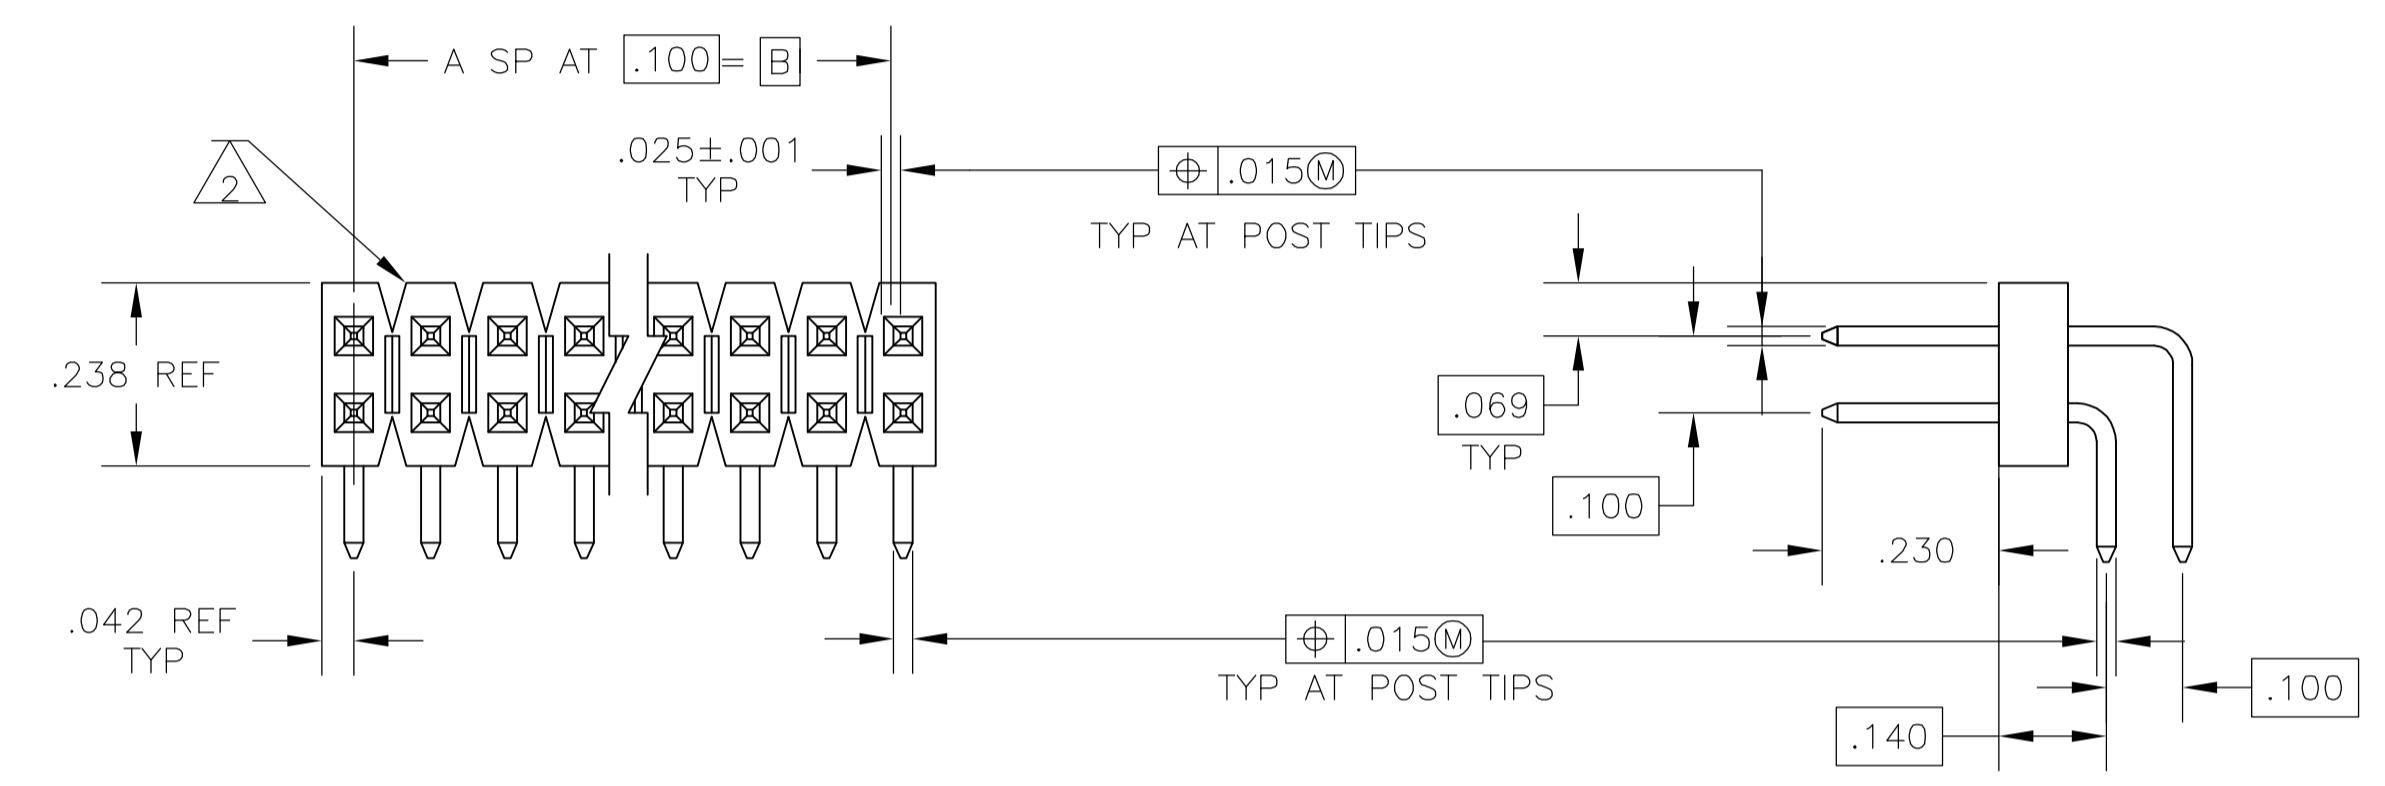 A SP AT .100 = B
.025±.001
TYP
2
⌖ .015Ⓜ
TYP AT POST TIPS
.238 REF
.069
TYP
.100
.230
.042 REF
TYP
⌖ .015Ⓜ
TYP AT POST TIPS
.100
.140